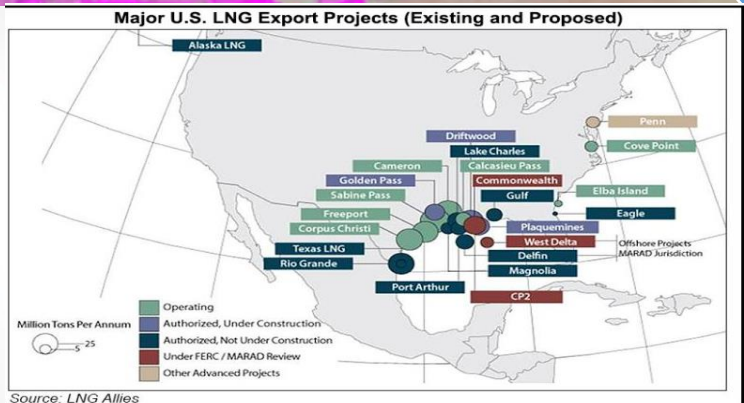 Major U.S. LNG Export Projects (Existing and Proposed)
Alaska LNG
Penn
Driftwood
Cove Point
Lake Charles
Cameron
Calcasieu Pass
Golden Pass
Commonwealth
Sabine Pass
Gulf
Elba Island
Freeport
Eagle
Corpus Christi
Plaquemines
Texas LNG
West Delta
Offshore Projects
MARAD Jurisdiction
Rio Grande
Delfin
Magnolia
Port Arthur
CP2
Million Tons Per Annum
25
5
Operating
Authorized, Under Construction
Authorized, Not Under Construction
Under FERC / MARAD Review
Other Advanced Projects
Source: LNG Allies